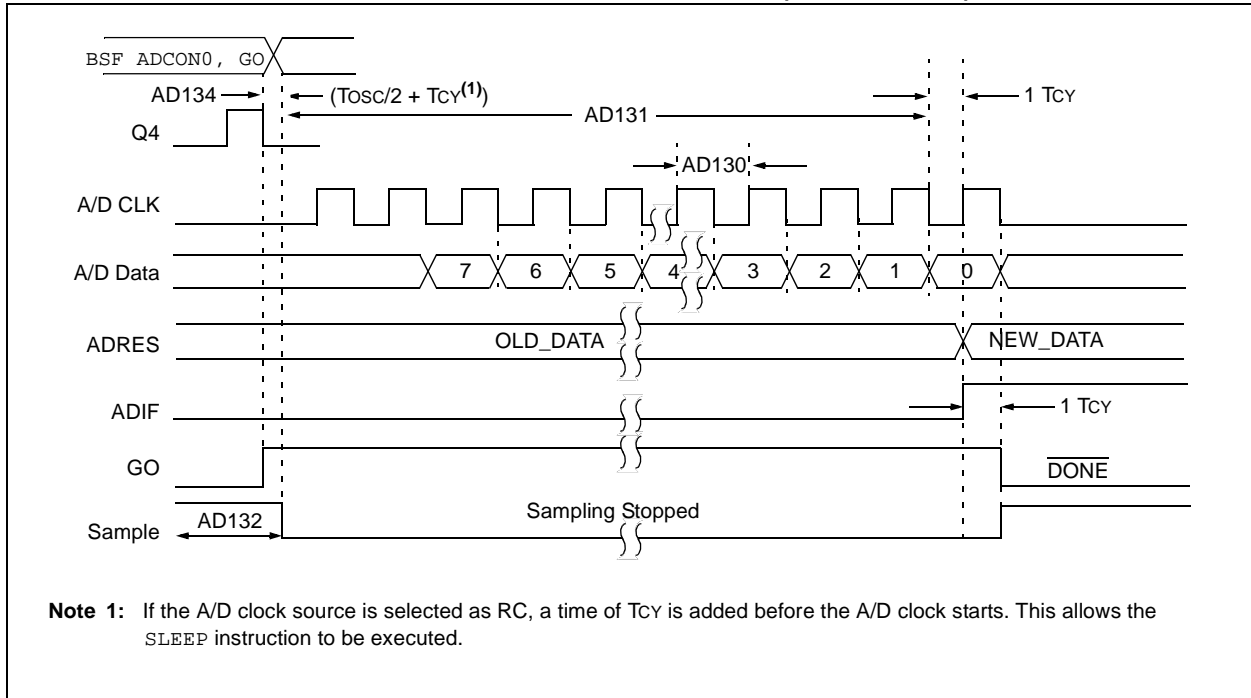 BSF ADCON0, GO
AD134 (TOSC/2 + TCY(1)) 1 TCY
AD131
Q4
AD130
A/D CLK
A/D Data 7 6 5 4 3 2 1 0
ADRES OLD_DATA NEW_DATA
ADIF 1 TCY
GO DONE
Sampling Stopped
Sample AD132
Note 1: If the A/D clock source is selected as RC, a time of TCY is added before the A/D clock starts. This allows the
SLEEP instruction to be executed.